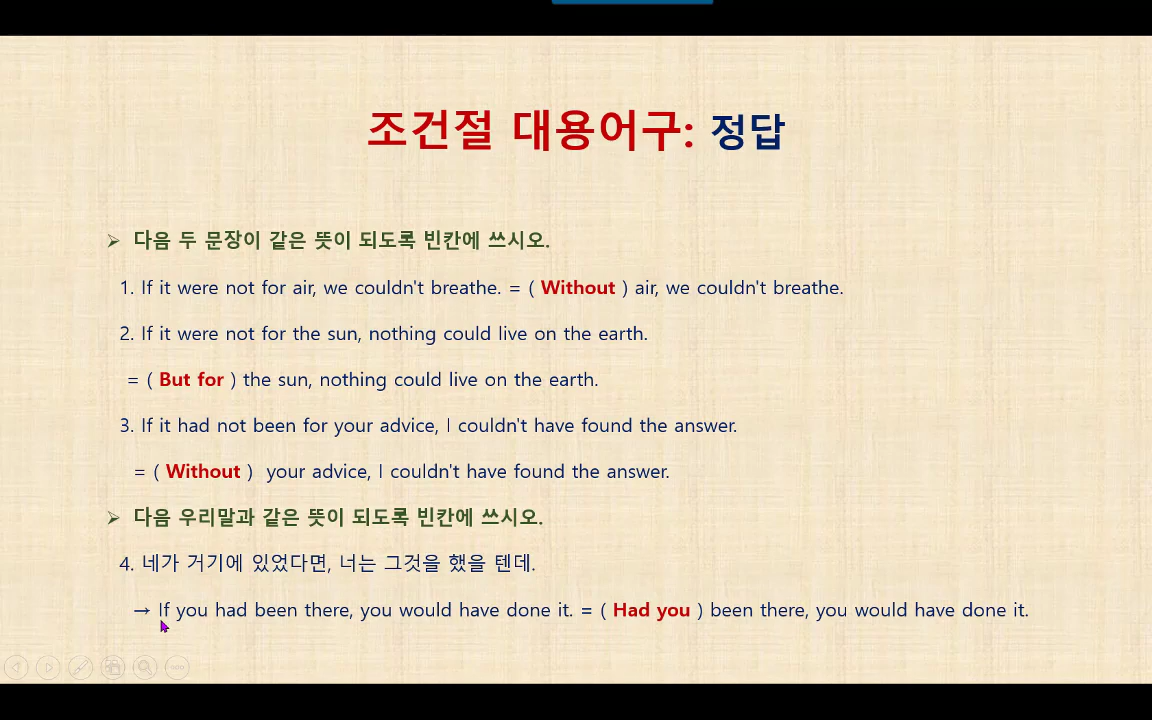 조건절 대용어구: 정답
➢ 다음 두 문장이 같은 뜻이 되도록 빈칸에 쓰시오.
1. If it were not for air, we couldn't breathe. = ( Without ) air, we couldn't breathe.
2. If it were not for the sun, nothing could live on the earth.
= ( But for ) the sun, nothing could live on the earth.
3. If it had not been for your advice, I couldn't have found the answer.
= ( Without ) your advice, I couldn't have found the answer.
➢ 다음 우리말과 같은 뜻이 되도록 빈칸에 쓰시오.
4. 네가 거기에 있었다면, 너는 그것을 했을 텐데.
→ If you had been there, you would have done it. = ( Had you ) been there, you would have done it.